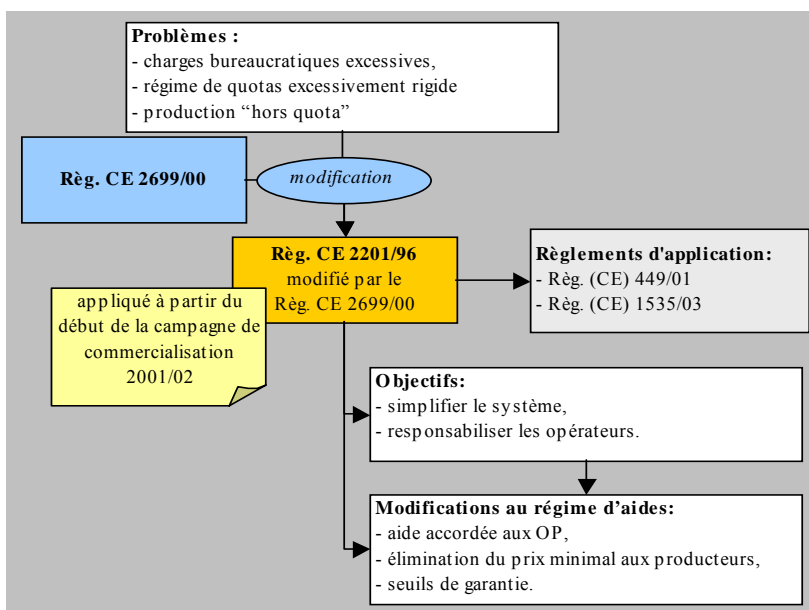 Problèmes :
- charges bureaucratiques excessives,
- régime de quotas excessivement rigide
- production “hors quota”
Règ. CE 2699/00
modification
Règ. CE 2201/96
modifié par le
Règ. CE 2699/00
Règlements d'application:
- Règ. (CE) 449/01
- Règ. (CE) 1535/03
appliqué à partir du
début de la campagne de
commercialisation
2001/02
Objectifs:
- simplifier le système,
- responsabiliser les opérateurs.
Modifications au régime d’aides:
- aide accordée aux OP,
- élimination du prix minimal aux producteurs,
- seuils de garantie.